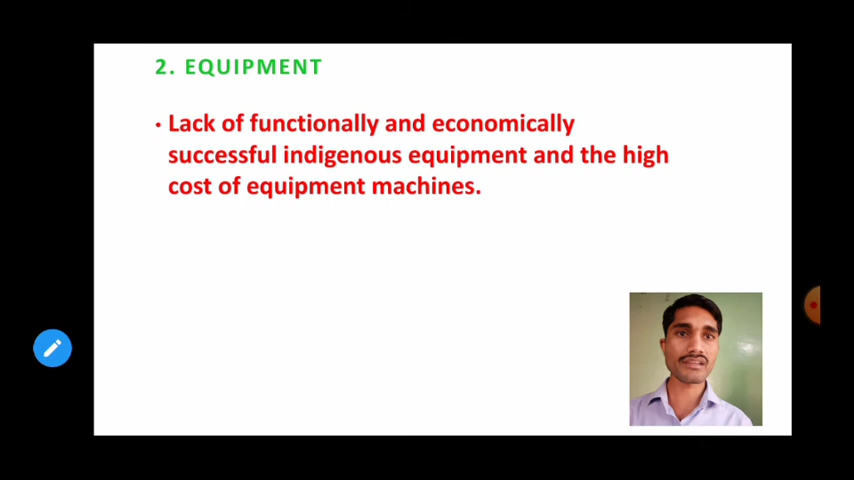 2. EQUIPMENT
• Lack of functionally and economically
successful indigenous equipment and the high
cost of equipment machines.